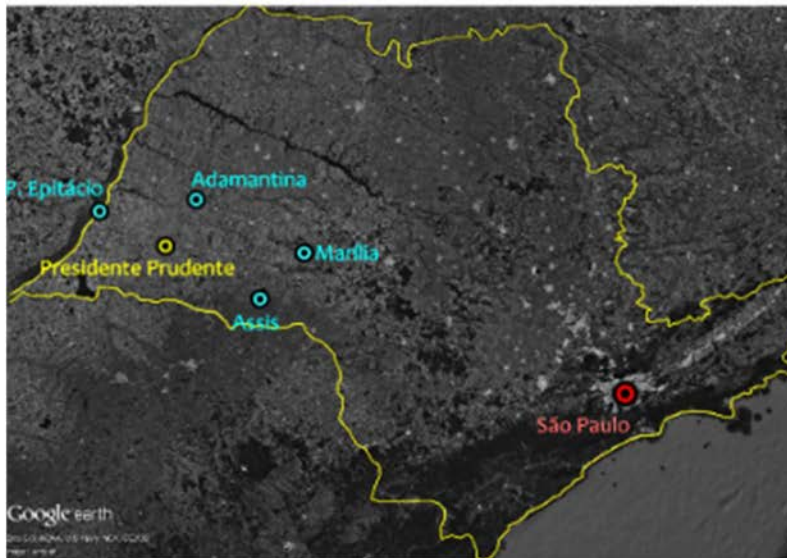 Adamantina
P. Epitácio
Marília
Presidente Prudente
Assis
São Paulo
Google earth